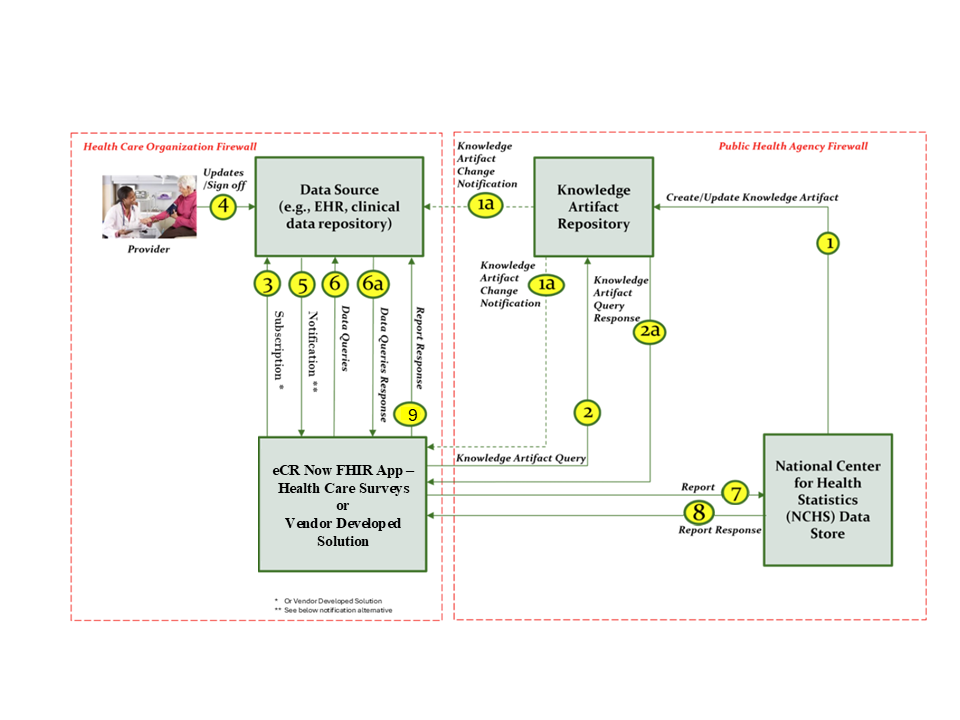 Health Care Organization Firewall
Public Health Agency Firewall
Updates
/Sign off
4
Provider
Data Source
(e.g., EHR, clinical
data repository)
Knowledge
Artifact
Change
Notification
1a
Knowledge
Artifact
Repository
Create/Update Knowledge Artifact
1
3
5
6
6a
Subscription *
Notification **
Data Queries
Data Queries Response
Report Response
9
Knowledge
Artifact
Change
Notification
1a
Knowledge
Artifact
Query
Response
2a
2
Knowledge Artifact Query
eCR Now FHIR App –
Health Care Surveys
or
Vendor Developed
Solution
Report
7
8
Report Response
National Center
for Health
Statistics
(NCHS) Data
Store
* Or Vendor Developed Solution
** See below notification alternative